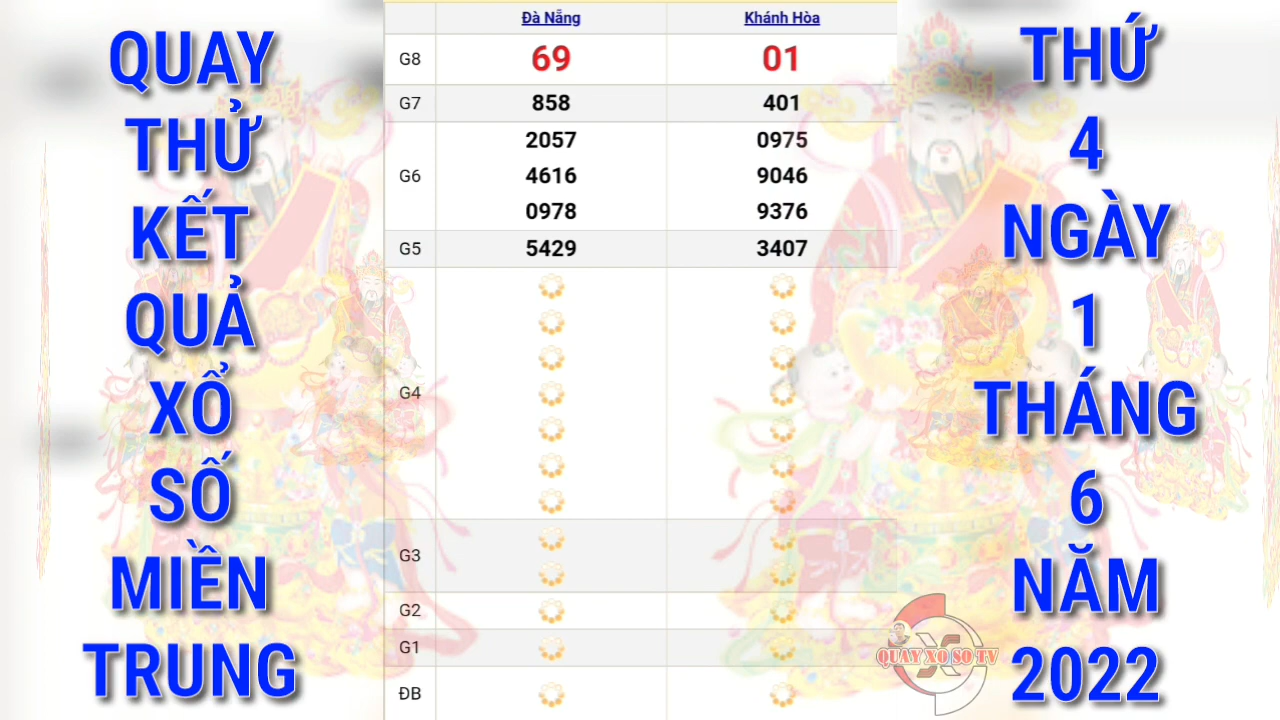 QUAY
THỬ
KẾT
QUẢ
XỔ
SỐ
MIỀN
TRUNG
Đà Nẵng Khánh Hòa
G8 69 01
G7 858 401
2057 0975
G6 4616 9046
0978 9376
G5 5429 3407
G4
G3
G2
G1
ĐB
THỨ
4
NGÀY
1
THÁNG
6
NĂM
2022
QUAY XO SO TV